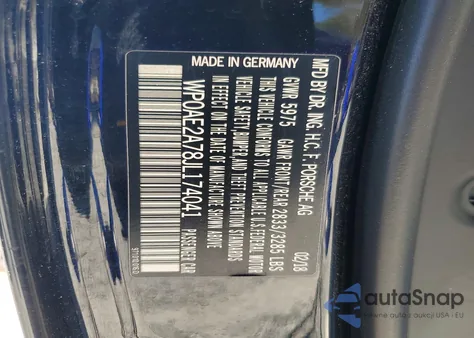 MFD BY DR. ING. H.C. F. PORSCHE AG
MADE IN GERMANY 02/18
GVWR 5975 GAWR FRONT/REAR 2833/3285 LBS
THIS VEHICLE CONFORMS TO ALL APPLICABLE U.S. FEDERAL MOTOR
VEHICLE SAFETY, BUMPER, AND THEFT PREVENTION STANDARDS
IN EFFECT ON THE DATE OF MANUFACTURE SHOWN ABOVE
WP0AE2A78JL174041 PASSENGER CAR
autoSnap